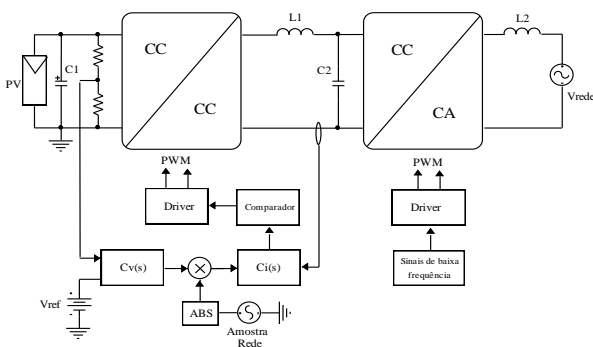 L1
L2
CC
CC
PV
C1
C2
CC
CA
Vrede
PWM
PWM
Driver
Comparador
Driver
Cv(s)
Ci(s)
Sinais de baixa
frequência
Vref
ABS
Amostra
Rede